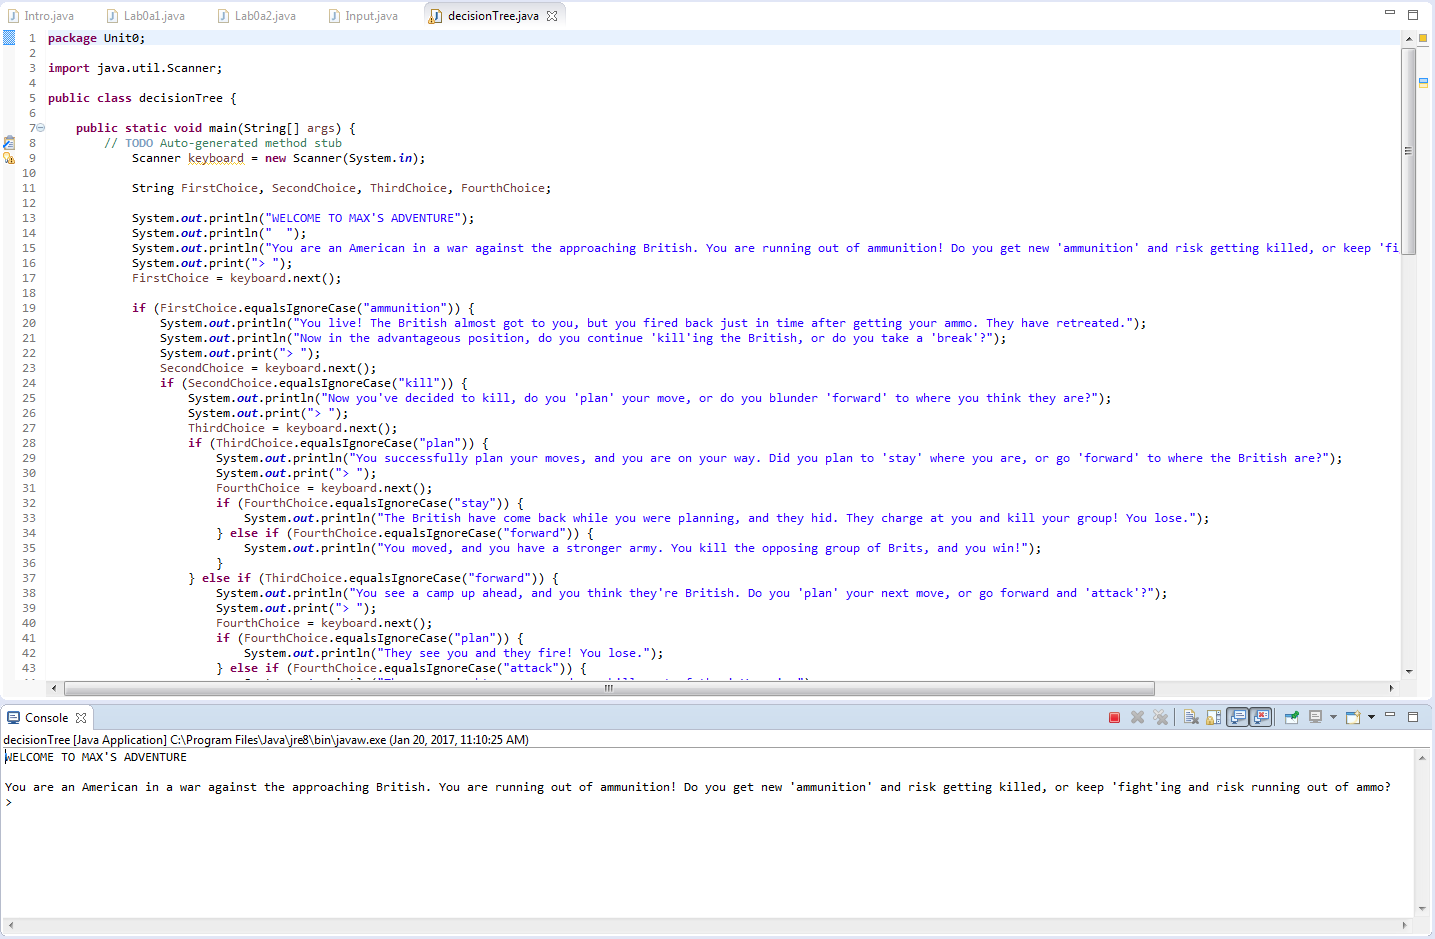 Intro.java Lab0a1.java Lab0a2.java Input.java decisionTree.java
1 package Unit0;
2
3 import java.util.Scanner;
4
5 public class decisionTree {
6
7 public static void main(String[] args) {
8 // TODO Auto-generated method stub
9 Scanner keyboard = new Scanner(System.in);
10
11 String FirstChoice, SecondChoice, ThirdChoice, FourthChoice;
12
13 System.out.println("WELCOME TO MAX'S ADVENTURE");
14 System.out.println("  ");
15 System.out.println("You are an American in a war against the approaching British. You are running out of ammunition! Do you get new 'ammunition' and risk getting killed, or keep 'fi
16 System.out.print("> ");
17 FirstChoice = keyboard.next();
18
19 if (FirstChoice.equalsIgnoreCase("ammunition")) {
20 System.out.println("You live! The British almost got to you, but you fired back just in time after getting your ammo. They have retreated.");
21 System.out.println("Now in the advantageous position, do you continue 'kill'ing the British, or do you take a 'break'?");
22 System.out.print("> ");
23 SecondChoice = keyboard.next();
24 if (SecondChoice.equalsIgnoreCase("kill")) {
25 System.out.println("Now you've decided to kill, do you 'plan' your move, or do you blunder 'forward' to where you think they are?");
26 System.out.print("> ");
27 ThirdChoice = keyboard.next();
28 if (ThirdChoice.equalsIgnoreCase("plan")) {
29 System.out.println("You successfully plan your moves, and you are on your way. Did you plan to 'stay' where you are, or go 'forward' to where the British are?");
30 System.out.print("> ");
31 FourthChoice = keyboard.next();
32 if (FourthChoice.equalsIgnoreCase("stay")) {
33 System.out.println("The British have come back while you were planning, and they hid. They charge at you and kill your group! You lose.");
34 } else if (FourthChoice.equalsIgnoreCase("forward")) {
35 System.out.println("You moved, and you have a stronger army. You kill the opposing group of Brits, and you win!");
36 }
37 } else if (ThirdChoice.equalsIgnoreCase("forward")) {
38 System.out.println("You see a camp up ahead, and you think they're British. Do you 'plan' your next move, or go forward and 'attack'?");
39 System.out.print("> ");
40 FourthChoice = keyboard.next();
41 if (FourthChoice.equalsIgnoreCase("plan")) {
42 System.out.println("They see you and they fire! You lose.");
43 } else if (FourthChoice.equalsIgnoreCase("attack")) {
Console
decisionTree [Java Application] C:\Program Files\Java\jre8\bin\javaw.exe (Jan 20, 2017, 11:10:25 AM)
WELCOME TO MAX'S ADVENTURE
You are an American in a war against the approaching British. You are running out of ammunition! Do you get new 'ammunition' and risk getting killed, or keep 'fight'ing and risk running out of ammo?
>